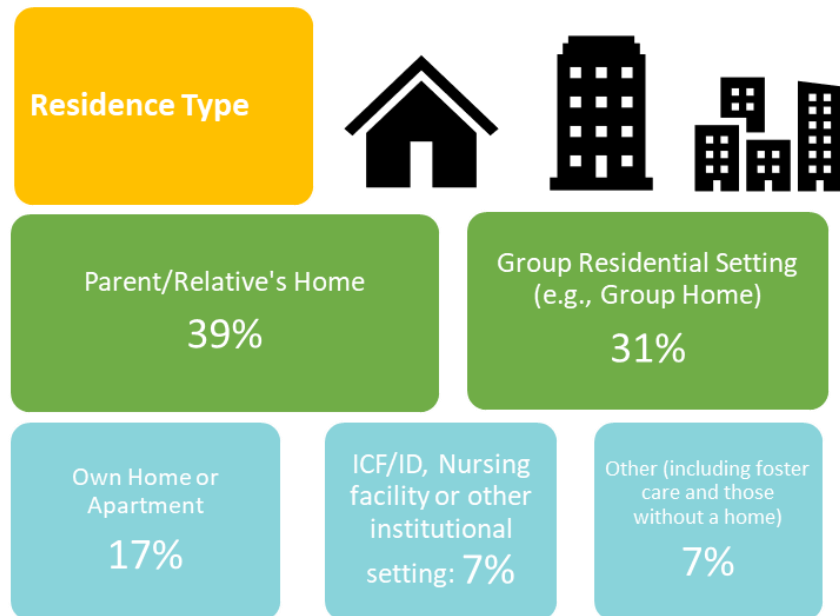 Residence Type
Parent/Relative's Home
39%
Group Residential Setting
(e.g., Group Home)
31%
Own Home or
Apartment
17%
ICF/ID, Nursing
facility or other
institutional
setting: 7%
Other (including foster
care and those
without a home)
7%